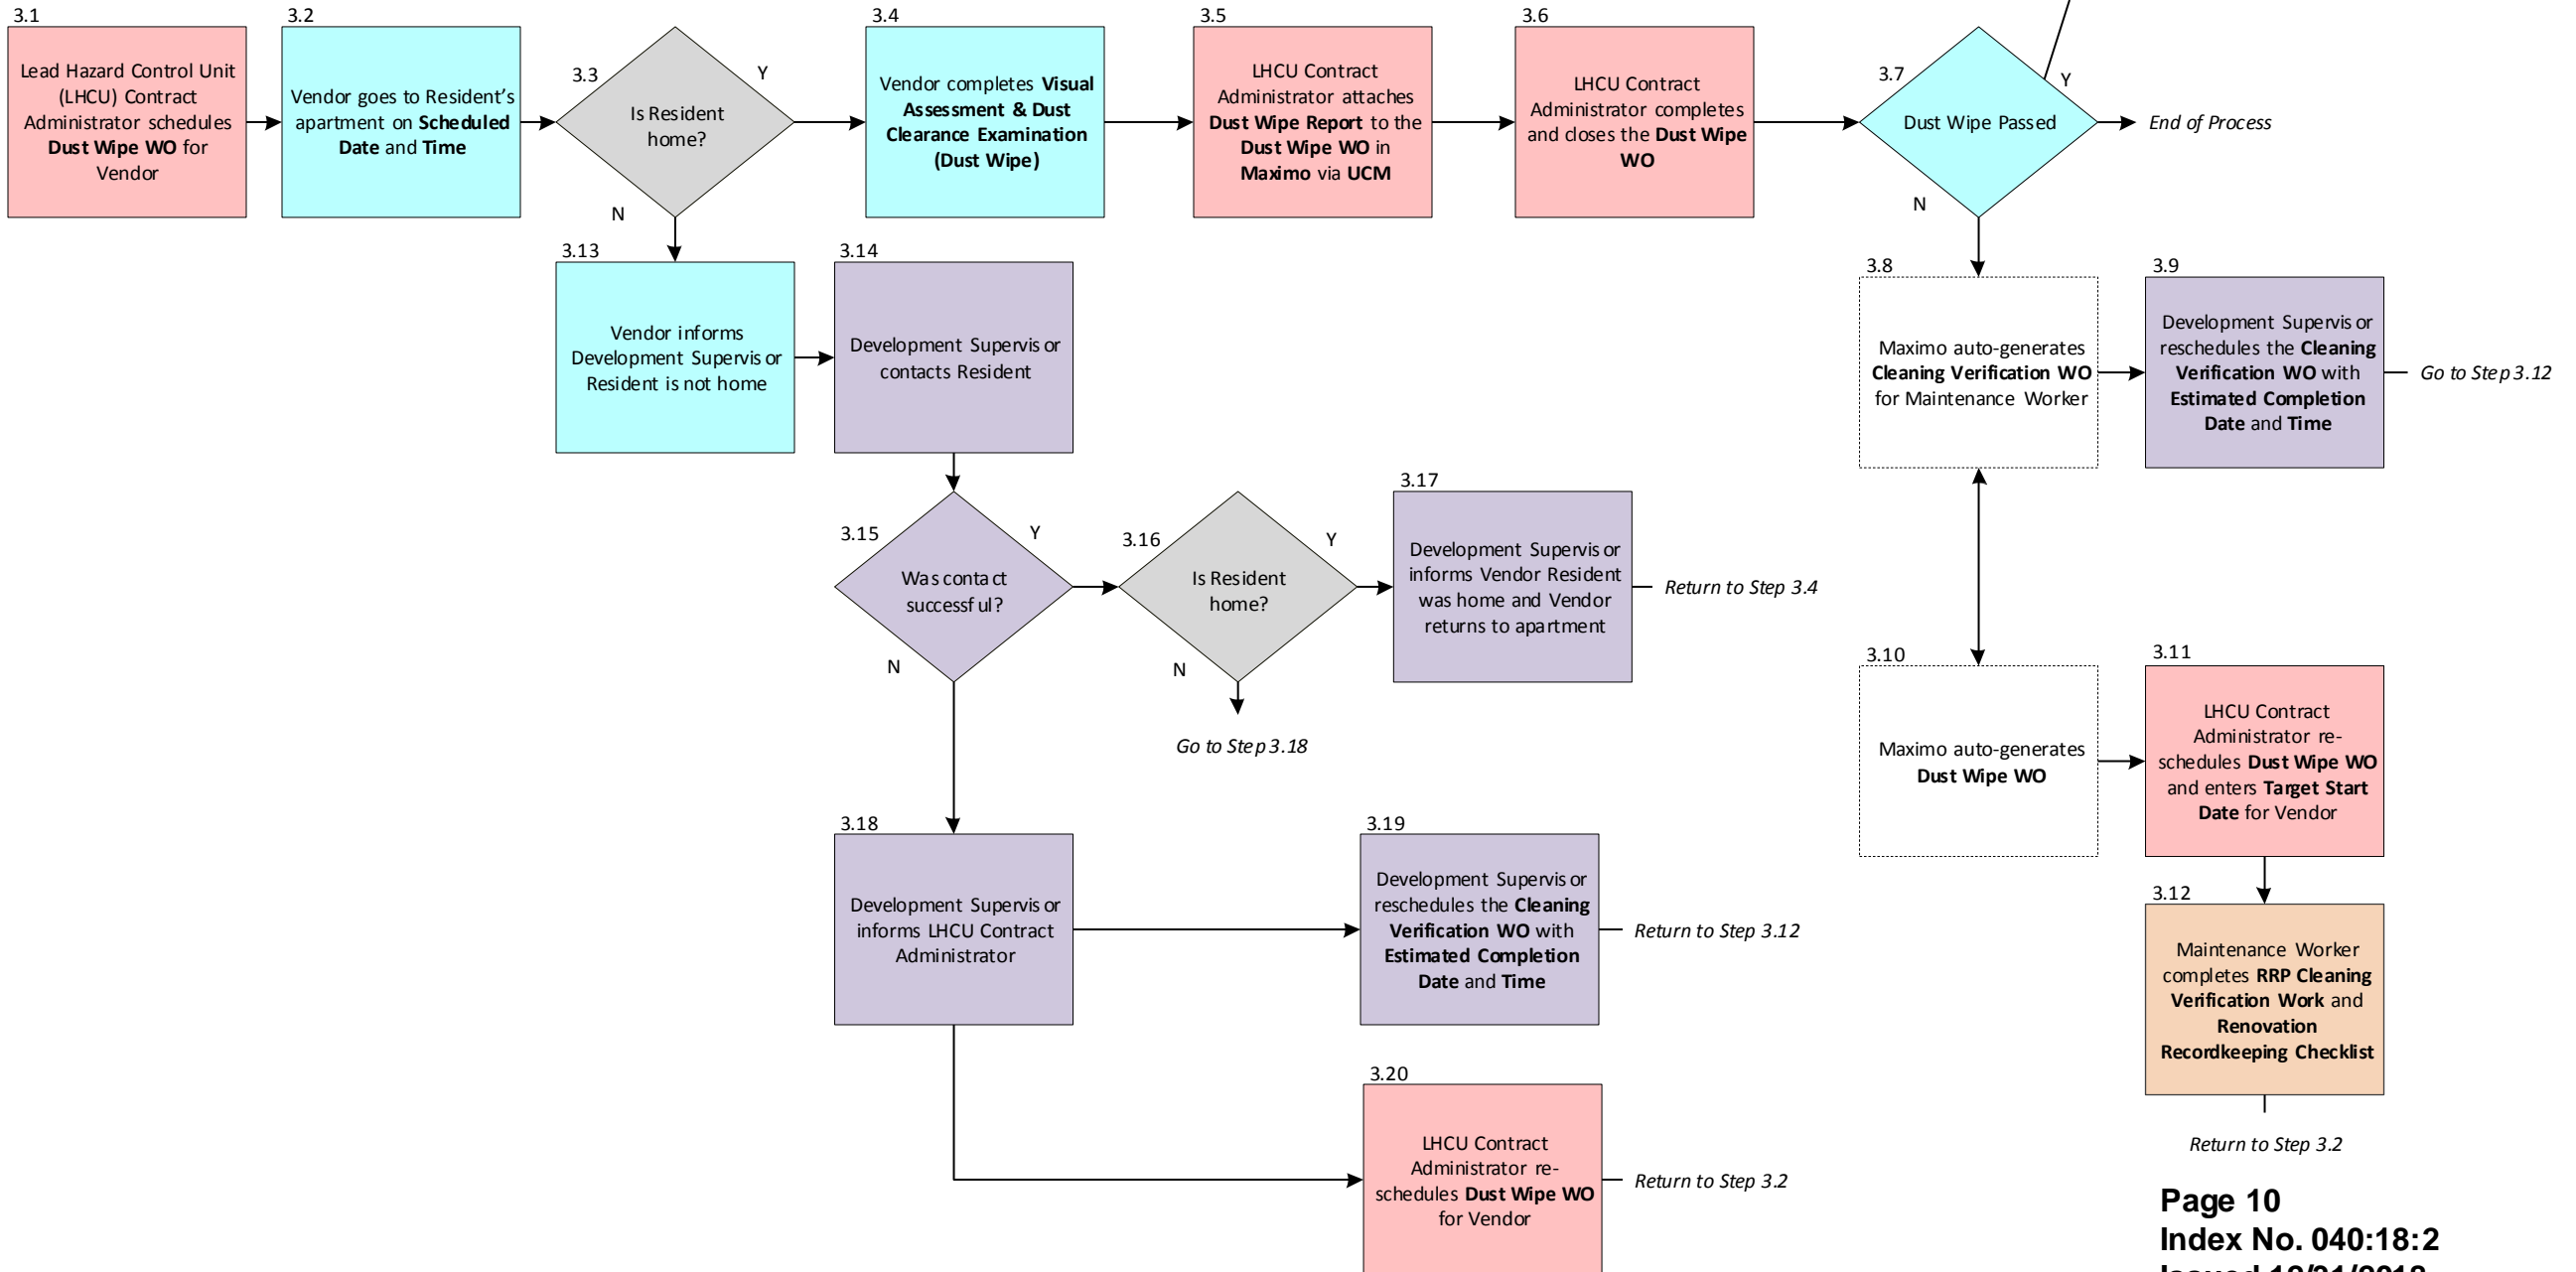 3.1
Lead Hazard Control Unit
(LHCU) Contract
Administrator schedules
Dust Wipe WO for
Vendor
3.2
Vendor goes to Resident's
apartment on Scheduled
Date and Time
3.3
Is Resident
home?
Y
N
3.4
Vendor completes Visual
Assessment & Dust
Clearance Examination
(Dust Wipe)
3.5
LHCU Contract
Administrator attaches
Dust Wipe Report to the
Dust Wipe WO in
Maximo via UCM
3.6
LHCU Contract
Administrator completes
and closes the Dust Wipe
WO
3.7
Dust Wipe Passed
Y
N
End of Process
3.13
Vendor informs
Development Supervisor
Resident is not home
3.14
Development Supervisor
contacts Resident
3.8
Maximo auto-generates
Cleaning Verification WO
for Maintenance Worker
3.9
Development Supervisor
reschedules the Cleaning
Verification WO with
Estimated Completion
Date and Time
Go to Step 3.12
3.15
Was contact
successful?
Y
N
3.16
Is Resident
home?
Y
N
Go to Step 3.18
3.17
Development Supervisor
informs Vendor Resident
was home and Vendor
returns to apartment
Return to Step 3.4
3.10
Maximo auto-generates
Dust Wipe WO
3.11
LHCU Contract
Administrator re-
schedules Dust Wipe WO
and enters Target Start
Date for Vendor
3.18
Development Supervisor
informs LHCU Contract
Administrator
3.19
Development Supervisor
reschedules the Cleaning
Verification WO with
Estimated Completion
Date and Time
Return to Step 3.12
3.12
Maintenance Worker
completes RRP Cleaning
Verification Work and
Renovation
Recordkeeping Checklist
Return to Step 3.2
3.20
LHCU Contract
Administrator re-
schedules Dust Wipe WO
for Vendor
Return to Step 3.2
Page 10
Index No. 040:18:2
Issued 12/31/2018